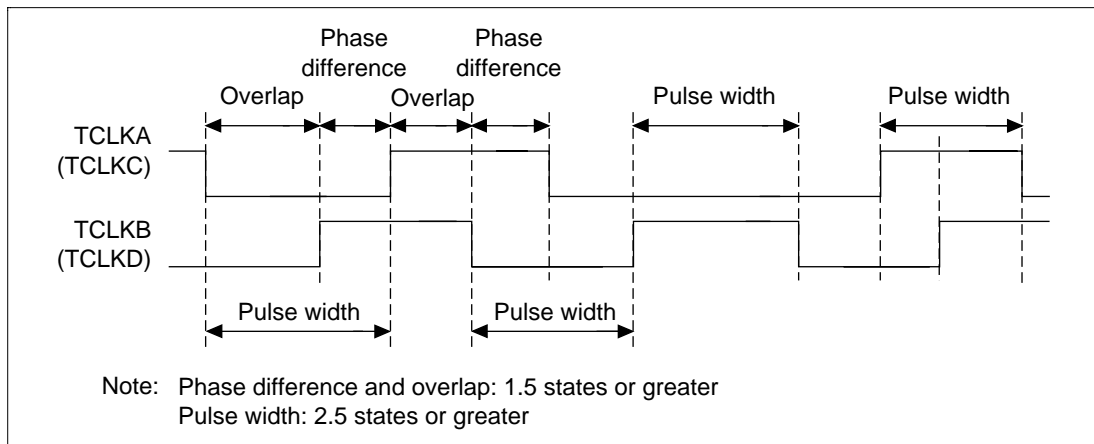 Phase
difference
Phase
difference
Overlap
Overlap
Pulse width
Pulse width
TCLKA
(TCLKC)
TCLKB
(TCLKD)
Pulse width
Pulse width
Note: Phase difference and overlap: 1.5 states or greater
Pulse width: 2.5 states or greater